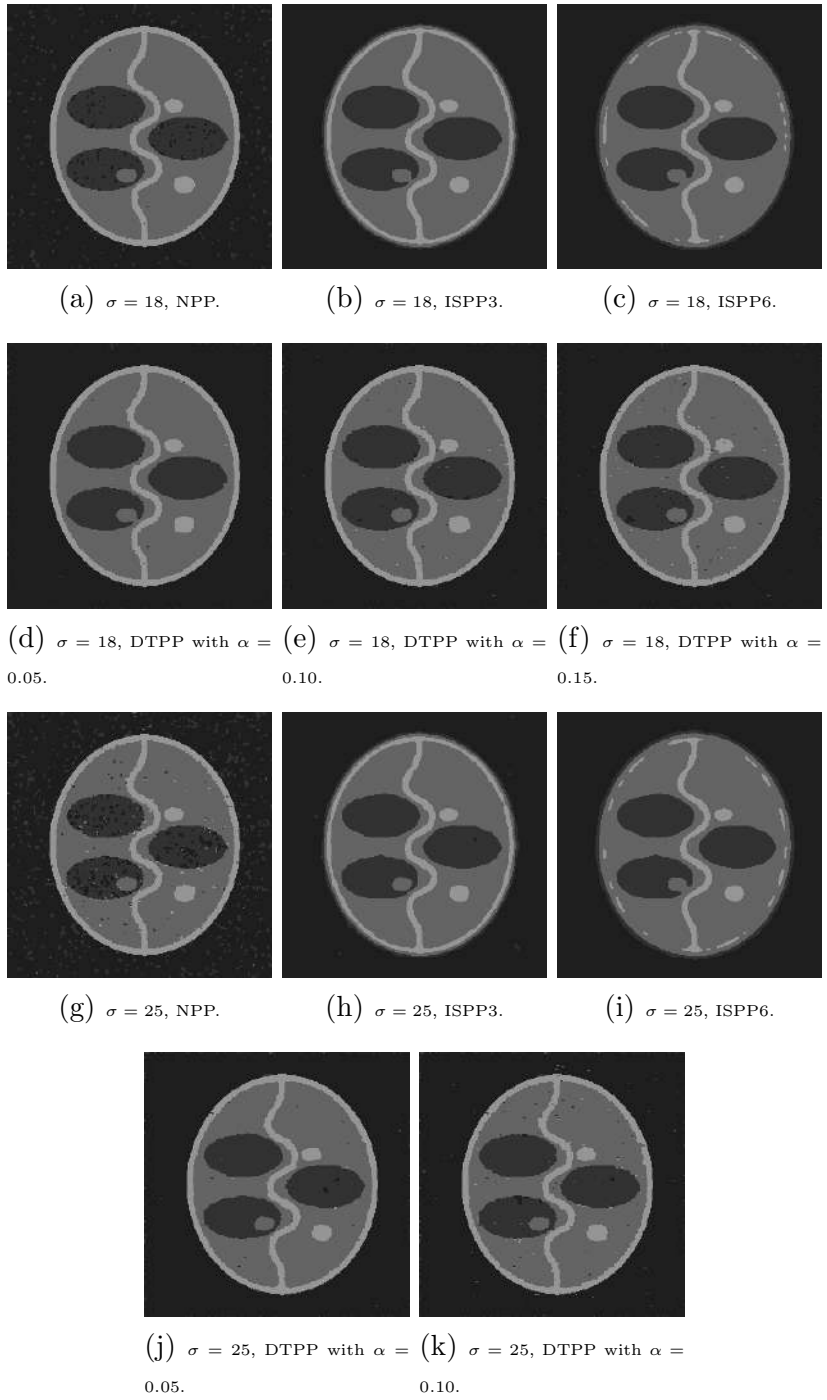 (a) σ = 18, NPP.
(b) σ = 18, ISPP3.
(c) σ = 18, ISPP6.
(d) σ = 18, DTPP with α =
0.05.
(e) σ = 18, DTPP with α =
0.10.
(f) σ = 18, DTPP with α =
0.15.
(g) σ = 25, NPP.
(h) σ = 25, ISPP3.
(i) σ = 25, ISPP6.
(j) σ = 25, DTPP with α =
0.05.
(k) σ = 25, DTPP with α =
0.10.